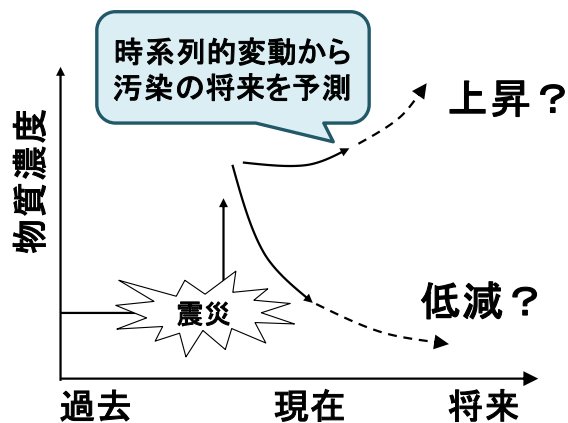 時系列的変動から
汚染の将来を予測
上昇？
物質濃度
低減？
震災
過去
現在
将来